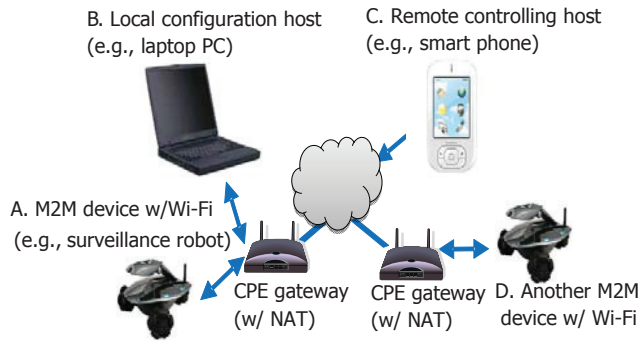 B. Local configuration host
(e.g., laptop PC)
C. Remote controlling host
(e.g., smart phone)
A. M2M device w/Wi-Fi
(e.g., surveillance robot)
CPE gateway
(w/ NAT)
CPE gateway
(w/ NAT)
D. Another M2M
device w/ Wi-Fi